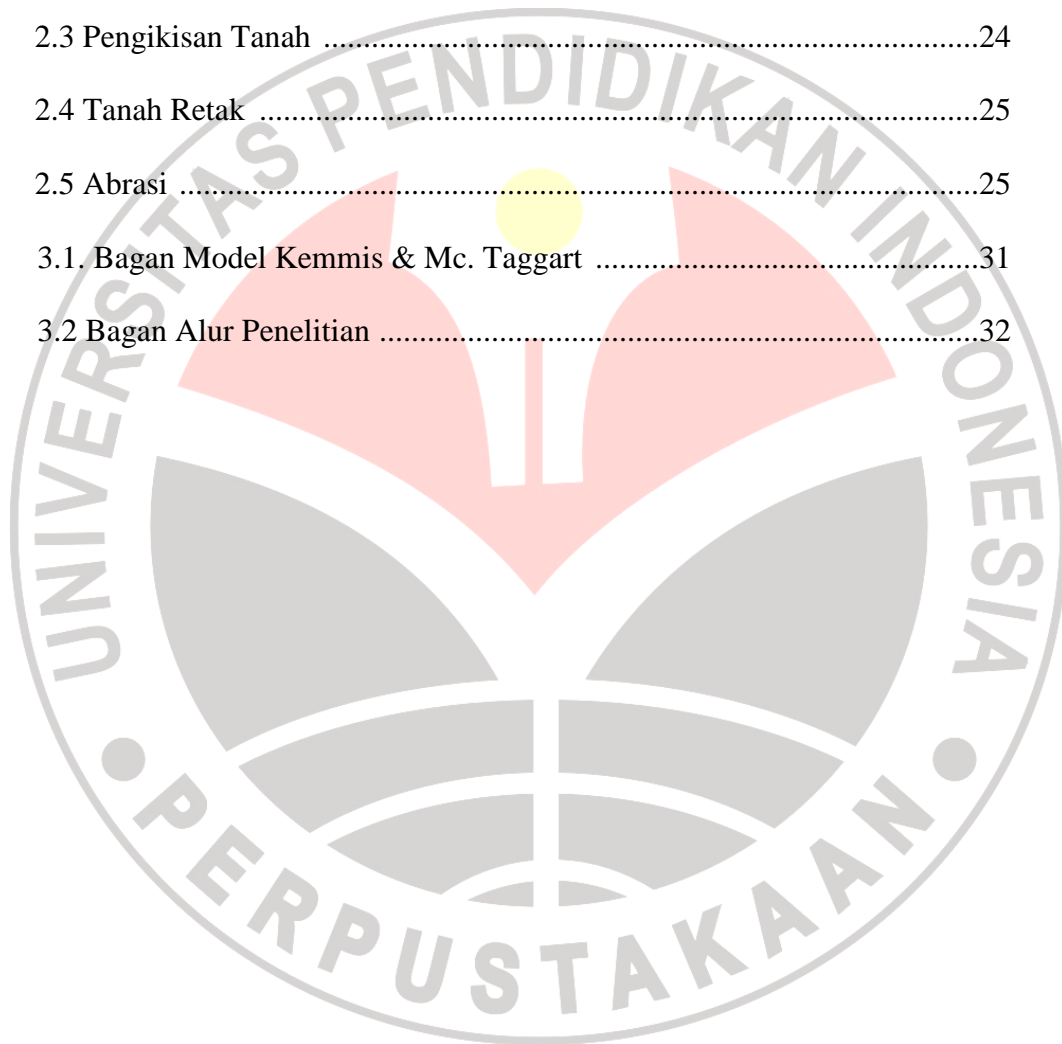 2.3 Pengikisan Tanah ..................................................................................24
2.4 Tanah Retak ...............................................................................25
2.5 Abrasi ....................................................................................................25
3.1. Bagan Model Kemmis & Mc. Taggart ..................................................31
3.2 Bagan Alur Penelitian ...........................................................................32
UNIVERSITAS PENDIDIKAN INDONESIA
PERPUSTAKAAN